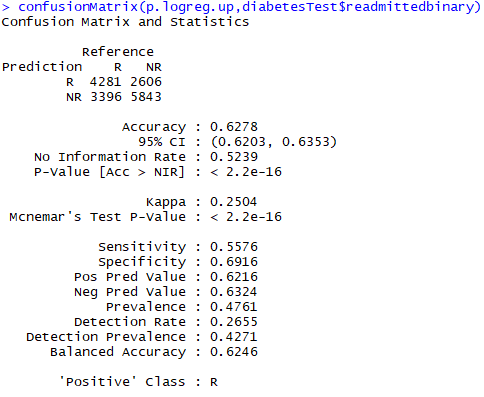 > confusionMatrix(p.logreg.up,diabetesTest$readmittedbinary)
Confusion Matrix and Statistics
Reference
Prediction R NR
R 4281 2606
NR 3396 5843
Accuracy : 0.6278
95% CI : (0.6203, 0.6353)
No Information Rate : 0.5239
P-Value [Acc > NIR] : < 2.2e-16
Kappa : 0.2504
Mcnemar's Test P-Value : < 2.2e-16
Sensitivity : 0.5576
Specificity : 0.6916
Pos Pred Value : 0.6216
Neg Pred Value : 0.6324
Prevalence : 0.4761
Detection Rate : 0.2655
Detection Prevalence : 0.4271
Balanced Accuracy : 0.6246
'Positive' Class : R